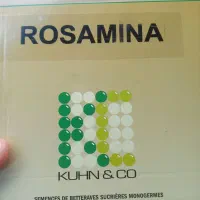 ROSAMINA
KUHN & CO
SEMENCES DE BETTERAVES SUCRIÈRES MONOGERMES